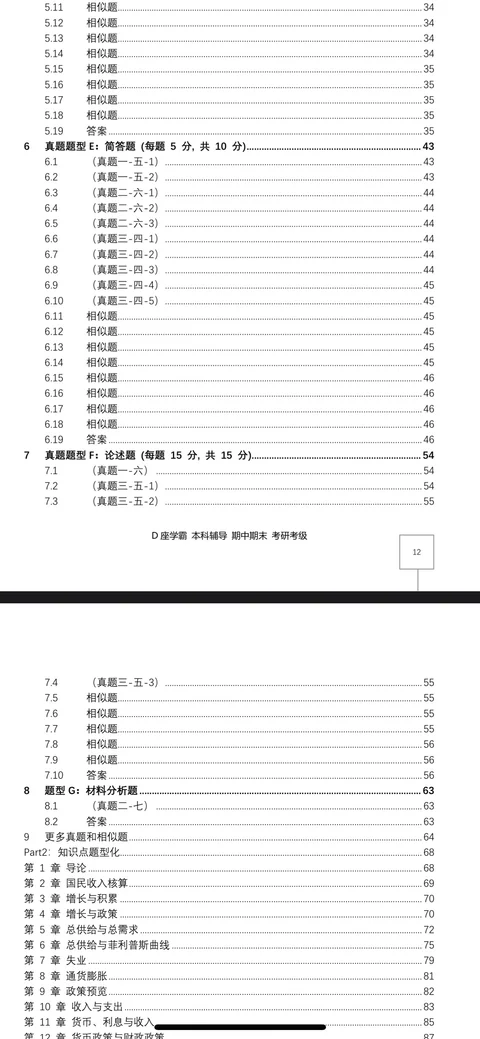 5.11 相似题 34
5.12 相似题 34
5.13 相似题 34
5.14 相似题 34
5.15 相似题 35
5.16 相似题 35
5.17 相似题 35
5.18 相似题 35
5.19 答案 35
6 真题题型 E：简答题（每题 5 分，共 10 分） 43
6.1 （真题一-五-1） 43
6.2 （真题一-五-2） 43
6.3 （真题二-六-1） 44
6.4 （真题二-六-2） 44
6.5 （真题二-六-3） 44
6.6 （真题三-四-1） 44
6.7 （真题三-四-2） 44
6.8 （真题三-四-3） 44
6.9 （真题三-四-4） 45
6.10 （真题三-四-5） 45
6.11 相似题 45
6.12 相似题 45
6.13 相似题 45
6.14 相似题 45
6.15 相似题 46
6.16 相似题 46
6.17 相似题 46
6.18 相似题 46
6.19 答案 46
7 真题题型 F：论述题（每题 15 分，共 15 分） 54
7.1 （真题一-六） 54
7.2 （真题三-五-1） 54
7.3 （真题三-五-2） 55
D 座学霸 本科辅导 期中期末 考研考级
12
7.4 （真题三-五-3） 55
7.5 相似题 55
7.6 相似题 55
7.7 相似题 55
7.8 相似题 56
7.9 相似题 56
7.10 答案 56
8 题型 G：材料分析题 63
8.1 （真题二-七） 63
8.2 答案 63
9 更多真题和相似题 64
Part2：知识点题型化 68
第 1 章 导论 68
第 2 章 国民收入核算 69
第 3 章 增长与积累 70
第 4 章 增长与政策 70
第 5 章 总供给与总需求 72
第 6 章 总供给与菲利普斯曲线 75
第 7 章 失业 79
第 8 章 通货膨胀 81
第 9 章 政策预览 82
第 10 章 收入与支出 83
第 11 章 货币、利息与收入 85
第 12 章 货币政策与财政政策 87